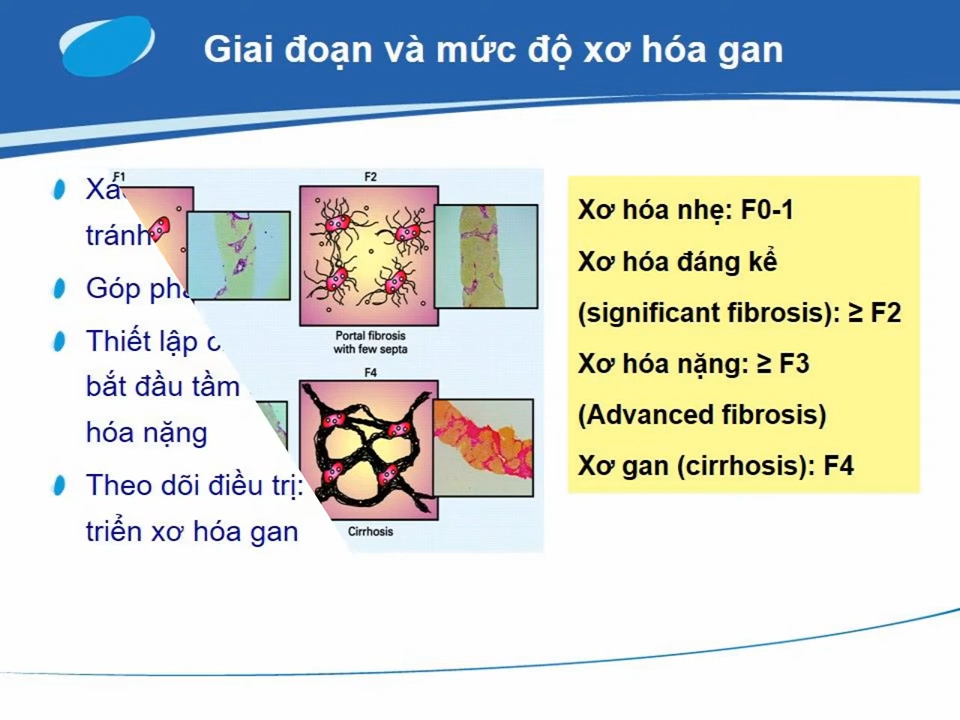 Giai đoạn và mức độ xơ hóa gan
tránh
Góp
Thiết lập
bắt đầu tầm
hóa nặng
Theo dõi điều trị:
triển xơ hóa gan
F1
F2
Portal fibrosis
with few septa
F4
Cirrhosis
Xơ hóa nhẹ: F0-1
Xơ hóa đáng kể
(significant fibrosis): ≥ F2
Xơ hóa nặng: ≥ F3
(Advanced fibrosis)
Xơ gan (cirrhosis): F4